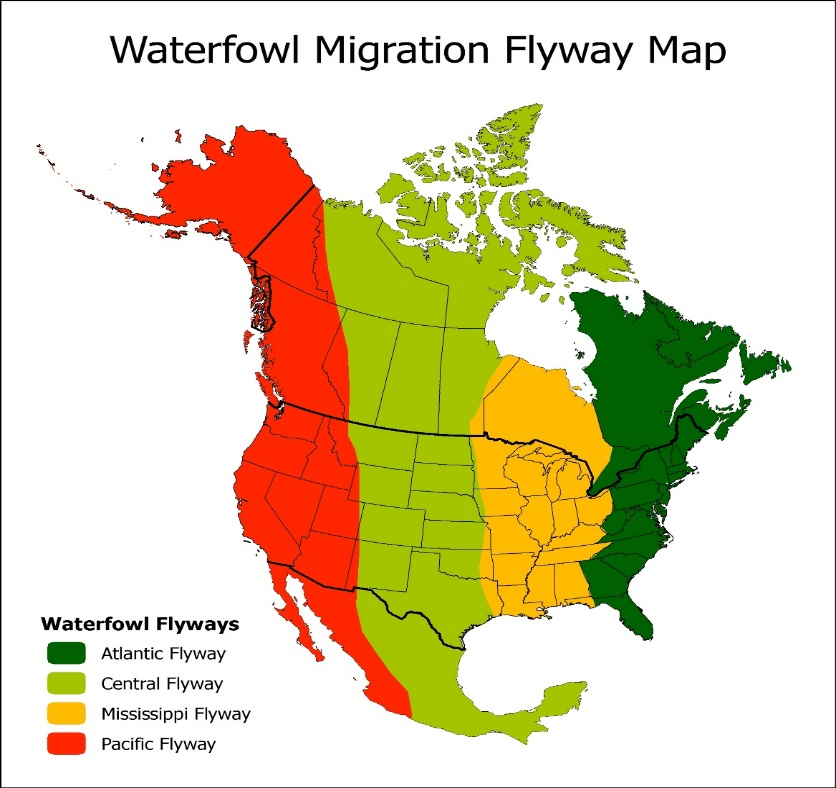 Waterfowl Migration Flyway Map
Waterfowl Flyways
Atlantic Flyway
Central Flyway
Mississippi Flyway
Pacific Flyway